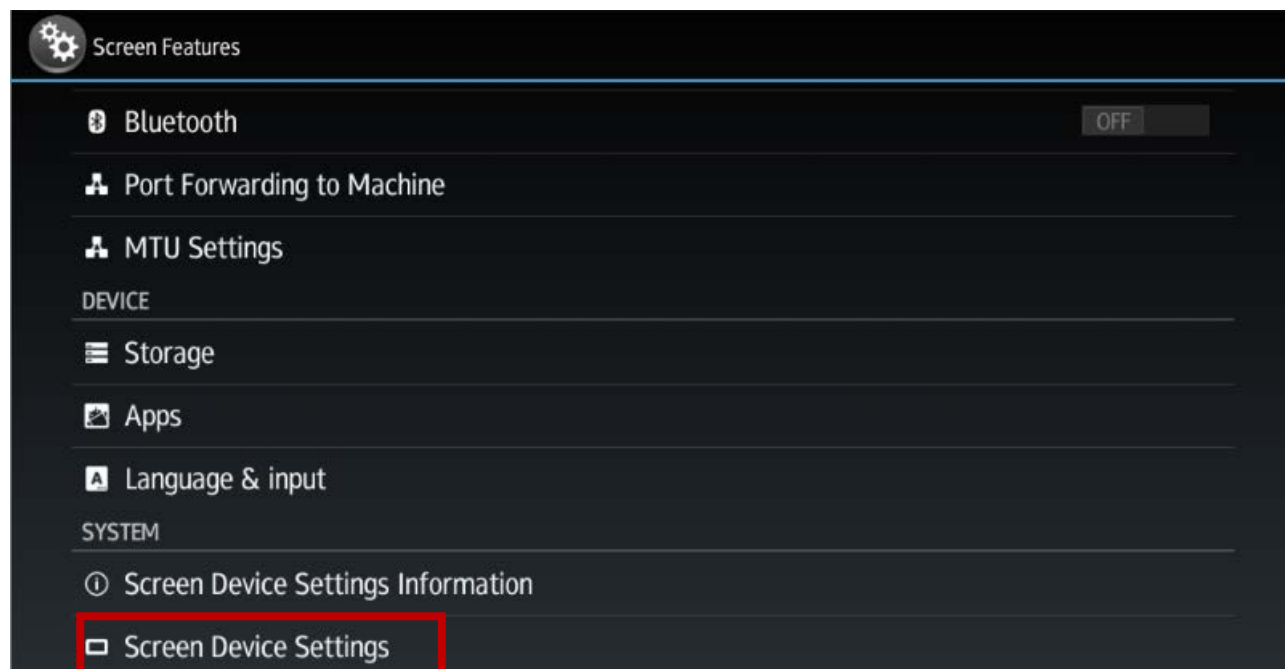 Screen Features
Bluetooth
OFF
Port Forwarding to Machine
MTU Settings
DEVICE
Storage
Apps
Language & input
SYSTEM
Screen Device Settings Information
Screen Device Settings